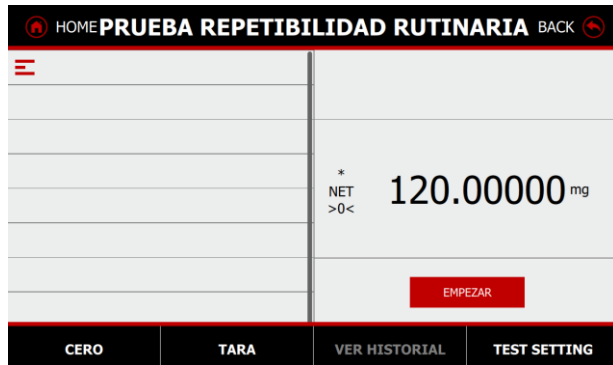 HOME PRUEBA REPETIBILIDAD RUTINARIA BACK
*
NET
>0<
120.00000 mg
EMPEZAR
CERO TARA VER HISTORIAL TEST SETTING